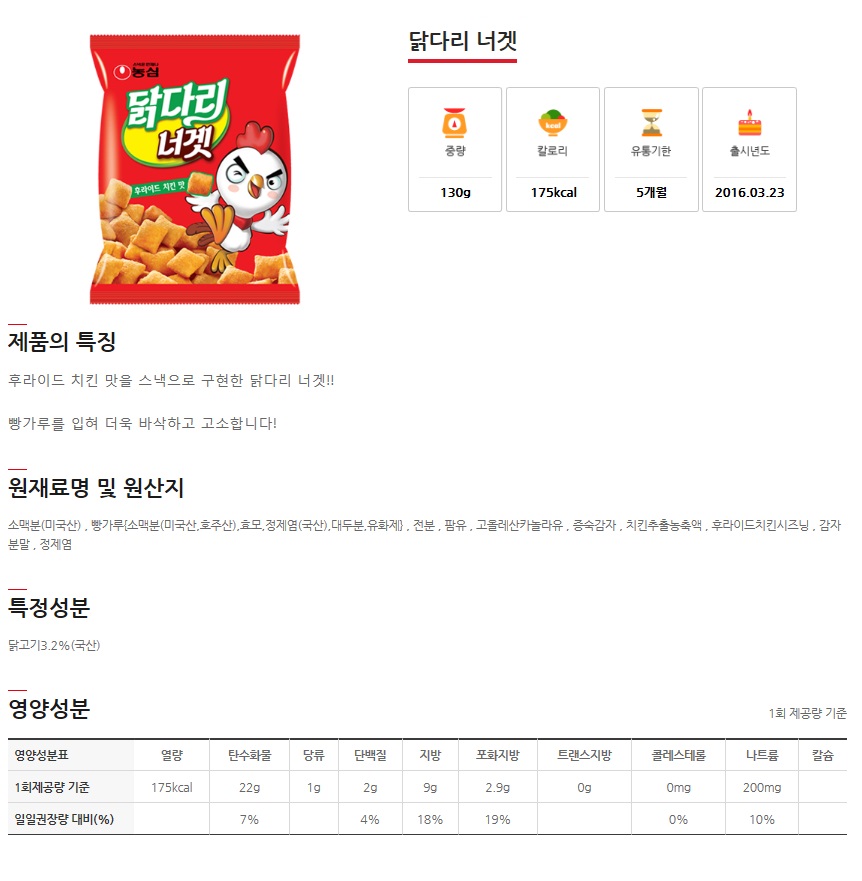 닭다리 너겟
농심
닭다리
너겟
후라이드 치킨 맛
중량
칼로리
유통기한
출시년도
130g
175kcal
5개월
2016.03.23
제품의 특징
후라이드 치킨 맛을 스낵으로 구현한 닭다리 너겟!!
빵가루를 입혀 더욱 바삭하고 고소합니다!
원재료명 및 원산지
소맥분(미국산) , 빵가루{소맥분(미국산,호주산),효모,정제염(국산),대두분,유화제} , 전분 , 팜유 , 고올레산카놀라유 , 증숙감자 , 치킨추출농축액 , 후라이드치킨시즈닝 , 감자
분말 , 정제염
특정성분
닭고기3.2%(국산)
영양성분
1회 제공량 기준
영양성분표 열량 탄수화물 당류 단백질 지방 포화지방 트랜스지방 콜레스테롤 나트륨 칼슘
1회제공량 기준 175kcal 22g 1g 2g 9g 2.9g 0g 0mg 200mg
일일권장량 대비(%) 7% 4% 18% 19% 0% 10%